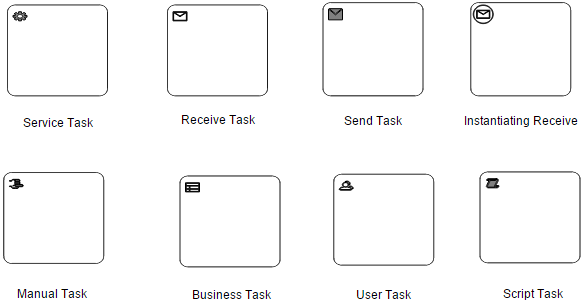 Service Task
Receive Task
Send Task
Instantiating Receive
Manual Task
Business Task
User Task
Script Task